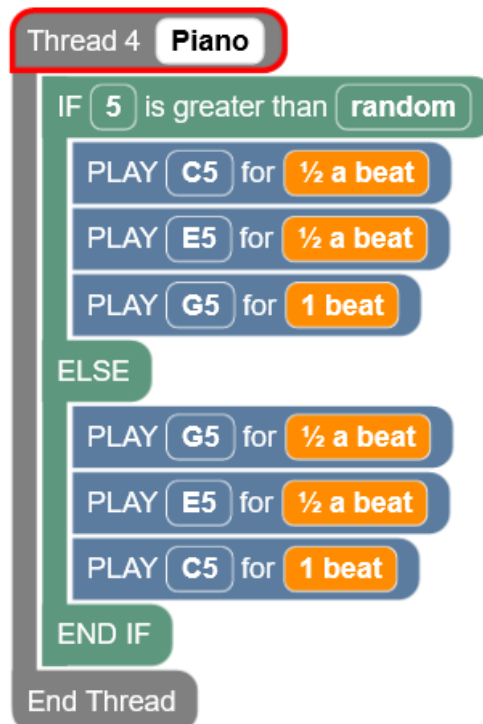 Thread 4 Piano
IF 5 is greater than random
PLAY C5 for ½ a beat
PLAY E5 for ½ a beat
PLAY G5 for 1 beat
ELSE
PLAY G5 for ½ a beat
PLAY E5 for ½ a beat
PLAY C5 for 1 beat
END IF
End Thread